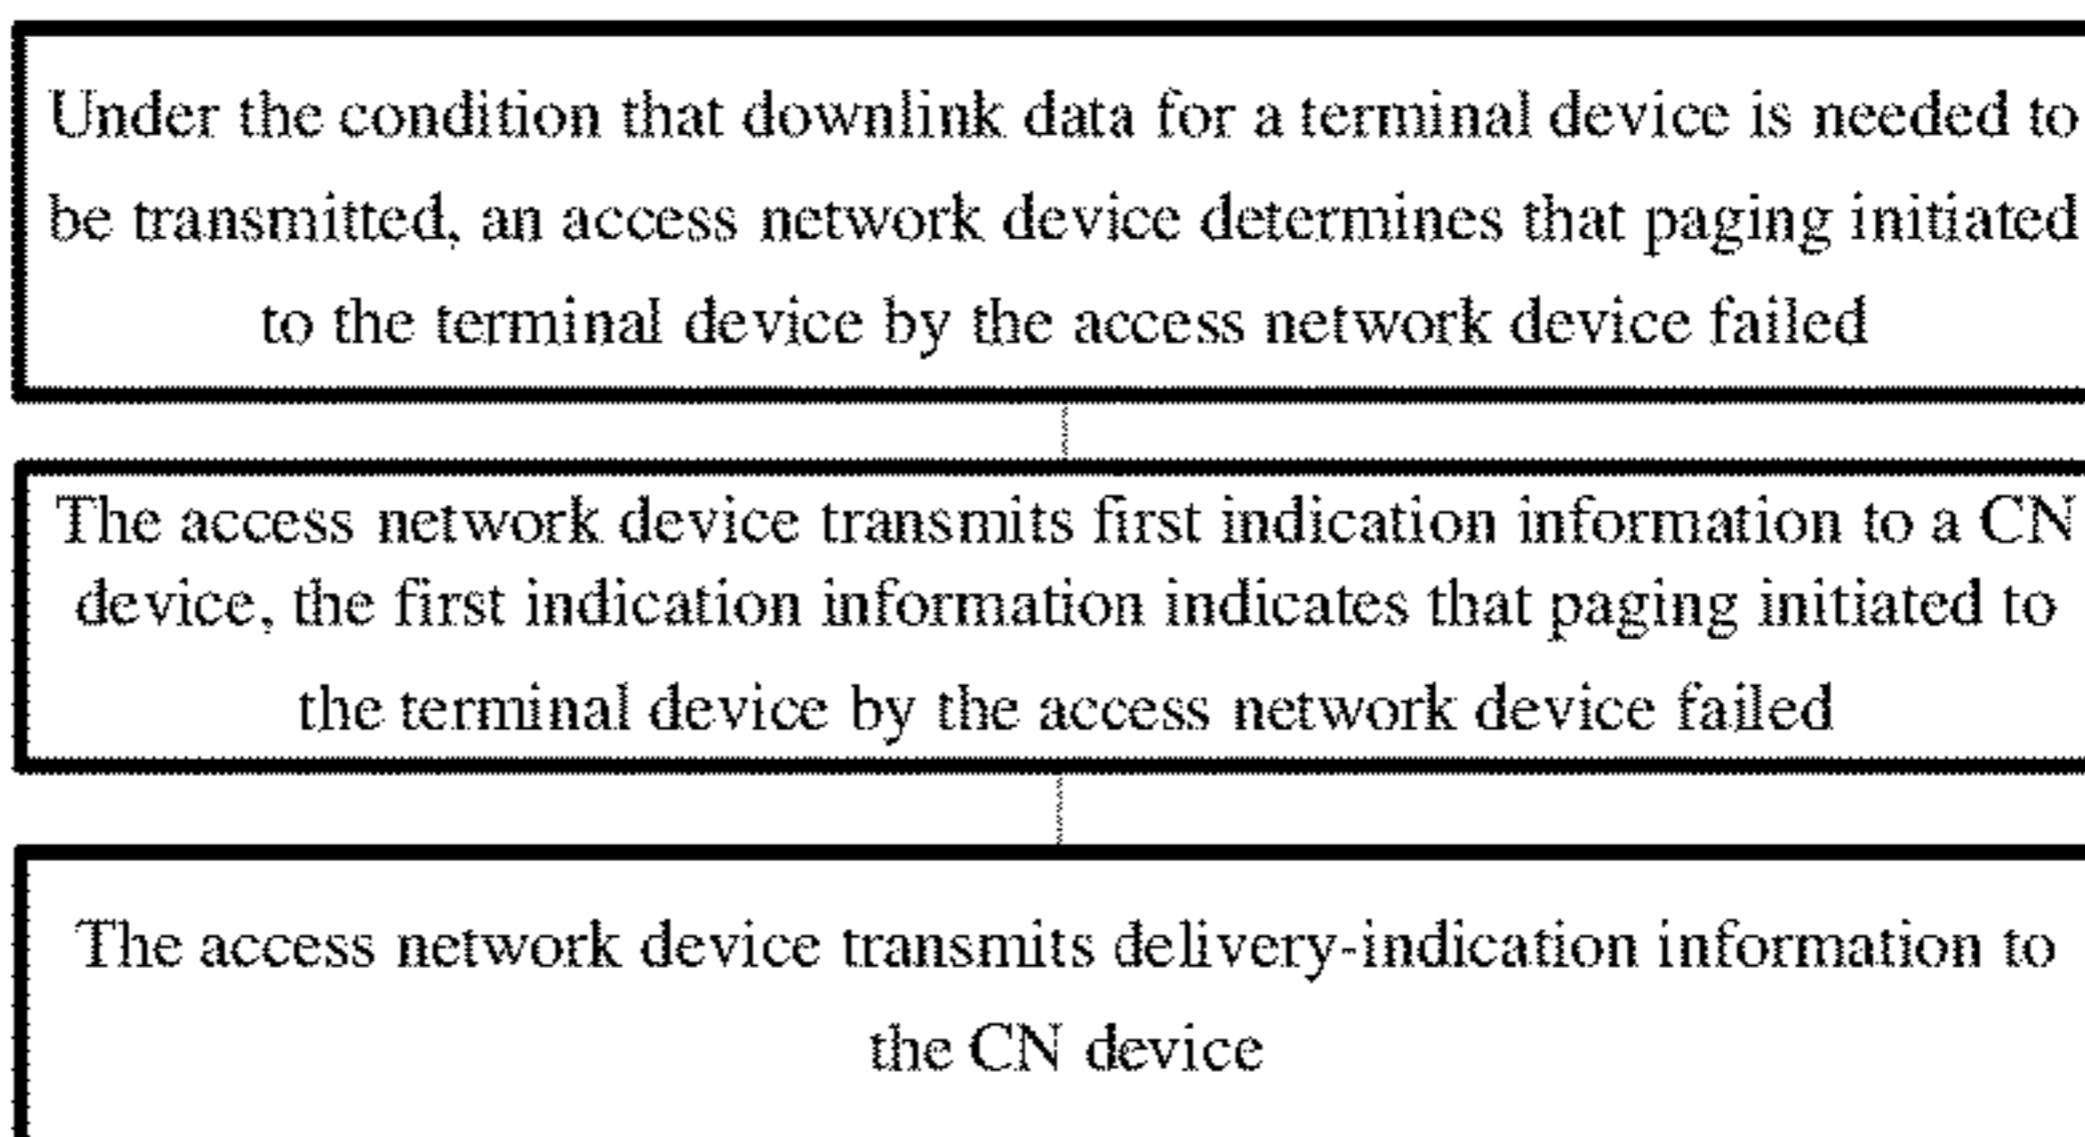 Under the condition that downlink data for a terminal device is needed to
be transmitted, an access network device determines that paging initiated
to the terminal device by the access network device failed
The access network device transmits first indication information to a CN
device, the first indication information indicates that paging initiated to
the terminal device by the access network device failed
The access network device transmits delivery-indication information to
the CN device